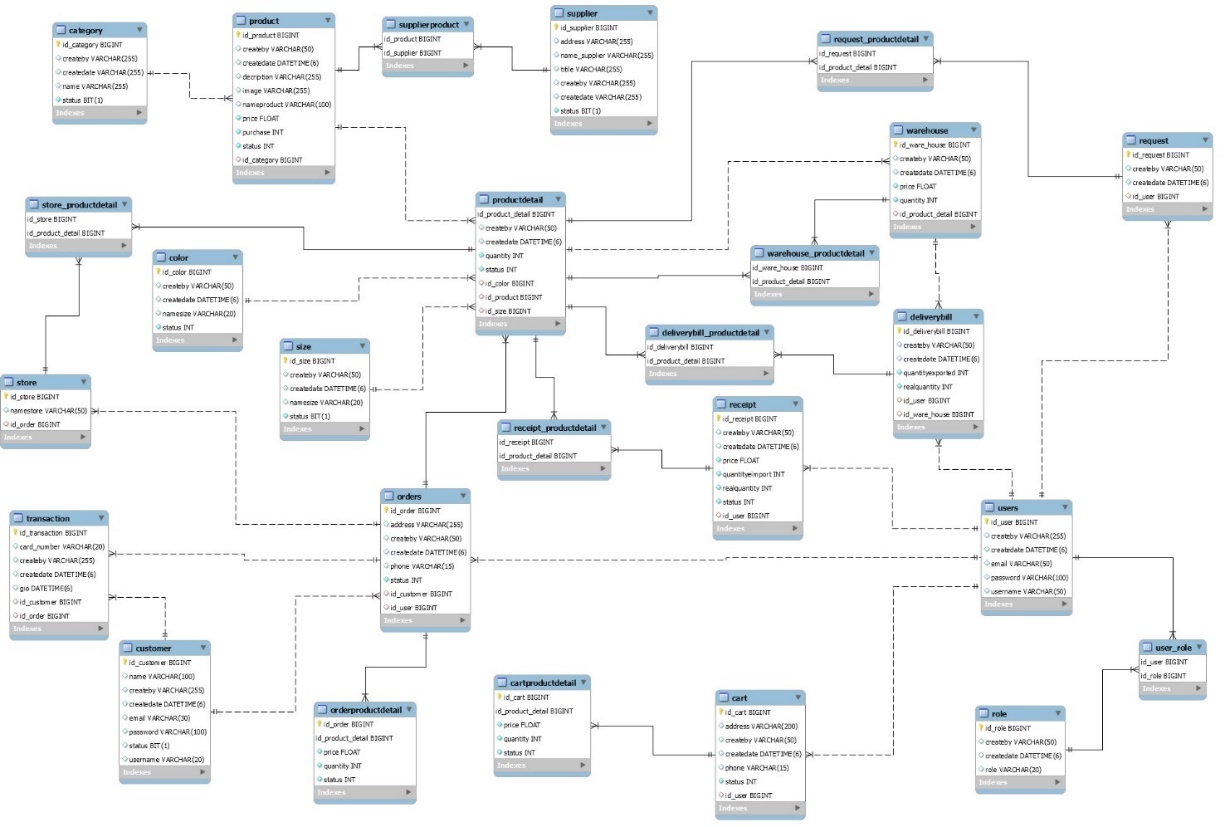 category
id_category BIGINT
createby VARCHAR(255)
createdate VARCHAR(255)
name VARCHAR(255)
status BIT(1)
Indexes
product
id_product BIGINT
createby VARCHAR(50)
createdate DATETIME(6)
decription VARCHAR(255)
image VARCHAR(255)
nameproduct VARCHAR(100)
price FLOAT
purchase INT
status INT
id_category BIGINT
Indexes
supplierproduct
id_product BIGINT
id_supplier BIGINT
Indexes
supplier
id_supplier BIGINT
address VARCHAR(255)
name_supplier VARCHAR(255)
title VARCHAR(255)
createby VARCHAR(255)
createdate VARCHAR(255)
status BIT(1)
Indexes
request_productdetail
id_request BIGINT
id_product_detail BIGINT
Indexes
warehouse
id_ware_house BIGINT
createby VARCHAR(50)
createdate DATETIME(6)
price FLOAT
quantity INT
id_product_detail BIGINT
Indexes
request
id_request BIGINT
createby VARCHAR(50)
createdate DATETIME(6)
id_user BIGINT
Indexes
store_productdetail
id_store BIGINT
id_product_detail BIGINT
Indexes
color
id_color BIGINT
createby VARCHAR(50)
createdate DATETIME(6)
namesize VARCHAR(20)
status INT
Indexes
productdetail
id_product_detail BIGINT
createby VARCHAR(50)
createdate DATETIME(6)
quantity INT
status INT
id_color BIGINT
id_product BIGINT
id_size BIGINT
Indexes
warehouse_productdetail
id_ware_house BIGINT
id_product_detail BIGINT
Indexes
size
id_size BIGINT
createby VARCHAR(50)
createdate DATETIME(6)
namesize VARCHAR(20)
status BIT(1)
Indexes
deliverybill_productdetail
id_deliverybill BIGINT
id_product_detail BIGINT
Indexes
deliverybill
id_deliverybill BIGINT
createby VARCHAR(50)
createdate DATETIME(6)
quantityexported INT
realquantity INT
id_user BIGINT
id_ware_house BIGINT
Indexes
store
id_store BIGINT
namestore VARCHAR(50)
id_order BIGINT
Indexes
receipt_productdetail
id_receipt BIGINT
id_product_detail BIGINT
Indexes
receipt
id_receipt BIGINT
createby VARCHAR(50)
createdate DATETIME(6)
price FLOAT
quantityeimport INT
realquantity INT
status INT
id_user BIGINT
Indexes
transaction
id_transaction BIGINT
card_number VARCHAR(20)
createby VARCHAR(255)
createdate DATETIME(6)
gio DATETIME(6)
id_customer BIGINT
id_order BIGINT
Indexes
orders
id_order BIGINT
address VARCHAR(255)
createby VARCHAR(50)
createdate DATETIME(6)
phone VARCHAR(15)
status INT
id_customer BIGINT
id_user BIGINT
Indexes
users
id_user BIGINT
createby VARCHAR(255)
createdate DATETIME(6)
email VARCHAR(50)
password VARCHAR(100)
username VARCHAR(50)
Indexes
customer
id_customer BIGINT
name VARCHAR(100)
createby VARCHAR(255)
createdate DATETIME(6)
email VARCHAR(30)
password VARCHAR(100)
status BIT(1)
username VARCHAR(20)
Indexes
orderproductdetail
id_order BIGINT
id_product_detail BIGINT
price FLOAT
quantity INT
status INT
Indexes
cartproductdetail
id_cart BIGINT
id_product_detail BIGINT
price FLOAT
quantity INT
status INT
Indexes
cart
id_cart BIGINT
address VARCHAR(200)
createby VARCHAR(50)
createdate DATETIME(6)
phone VARCHAR(15)
status INT
id_user BIGINT
Indexes
user_role
id_user BIGINT
id_role BIGINT
Indexes
role
id_role BIGINT
createby VARCHAR(50)
createdate DATETIME(6)
role VARCHAR(20)
Indexes